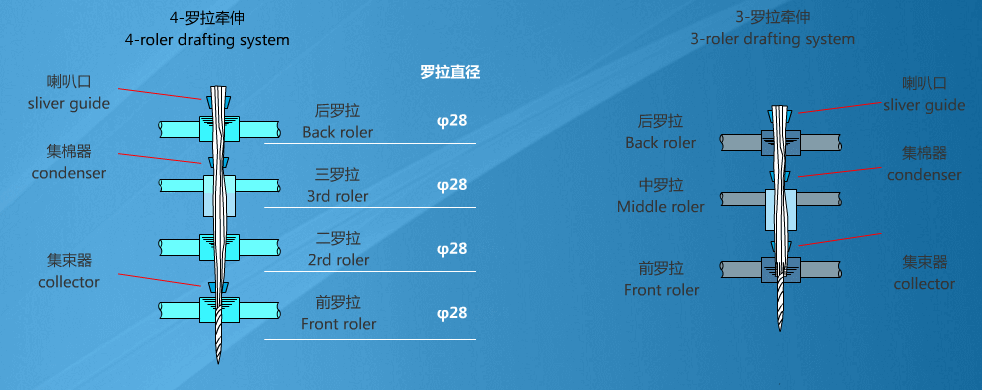 4-罗拉牵伸
4-roler drafting system
罗拉直径
喇叭口
sliver guide
后罗拉
Back roler
φ28
集棉器
condenser
三罗拉
3rd roler
φ28
二罗拉
2rd roler
φ28
集束器
collector
前罗拉
Front roler
φ28
3-罗拉牵伸
3-roler drafting system
喇叭口
sliver guide
后罗拉
Back roler
集棉器
condenser
中罗拉
Middle roler
集束器
collector
前罗拉
Front roler